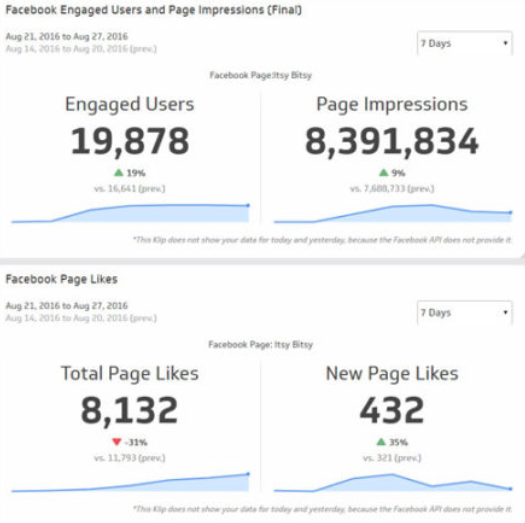 Facebook Engaged Users and Page Impressions (Final)
Aug 21, 2016 to Aug 27, 2016
Aug 14, 2016 to Aug 20, 2016 (prev.)
7 Days
Facebook Page:Itsy Bitsy
Engaged Users
19,878
19%
vs. 16,641 (prev.)
Page Impressions
8,391,834
9%
vs. 7,688,733 (prev.)
*This Klip does not show your data for today and yesterday, because the Facebook API does not provide it.
Facebook Page Likes
Aug 21, 2016 to Aug 27, 2016
Aug 14, 2016 to Aug 20, 2016 (prev.)
7 Days
Facebook Page: Itsy Bitsy
Total Page Likes
8,132
-31%
vs. 11,793 (prev.)
New Page Likes
432
35%
vs. 321 (prev.)
*This Klip does not show your data for today and yesterday, because the Facebook API does not provide it.